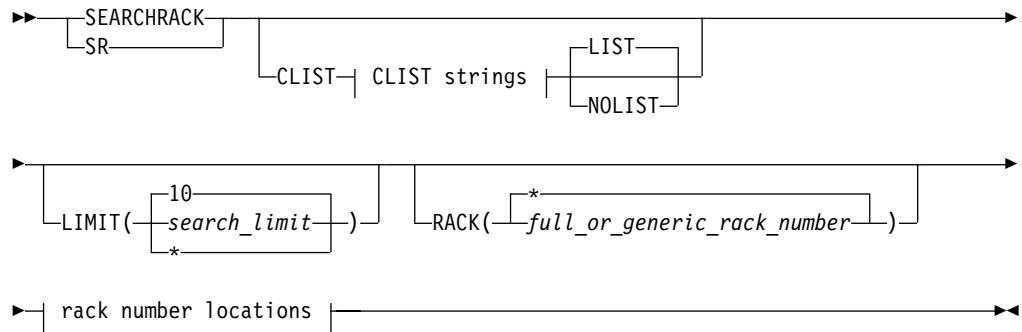 SEARCHRACK
SR
LIST
CLIST CLIST strings
NOLIST
10
LIMIT( search_limit )
*
*
RACK( full_or_generic_rack_number )
rack number locations